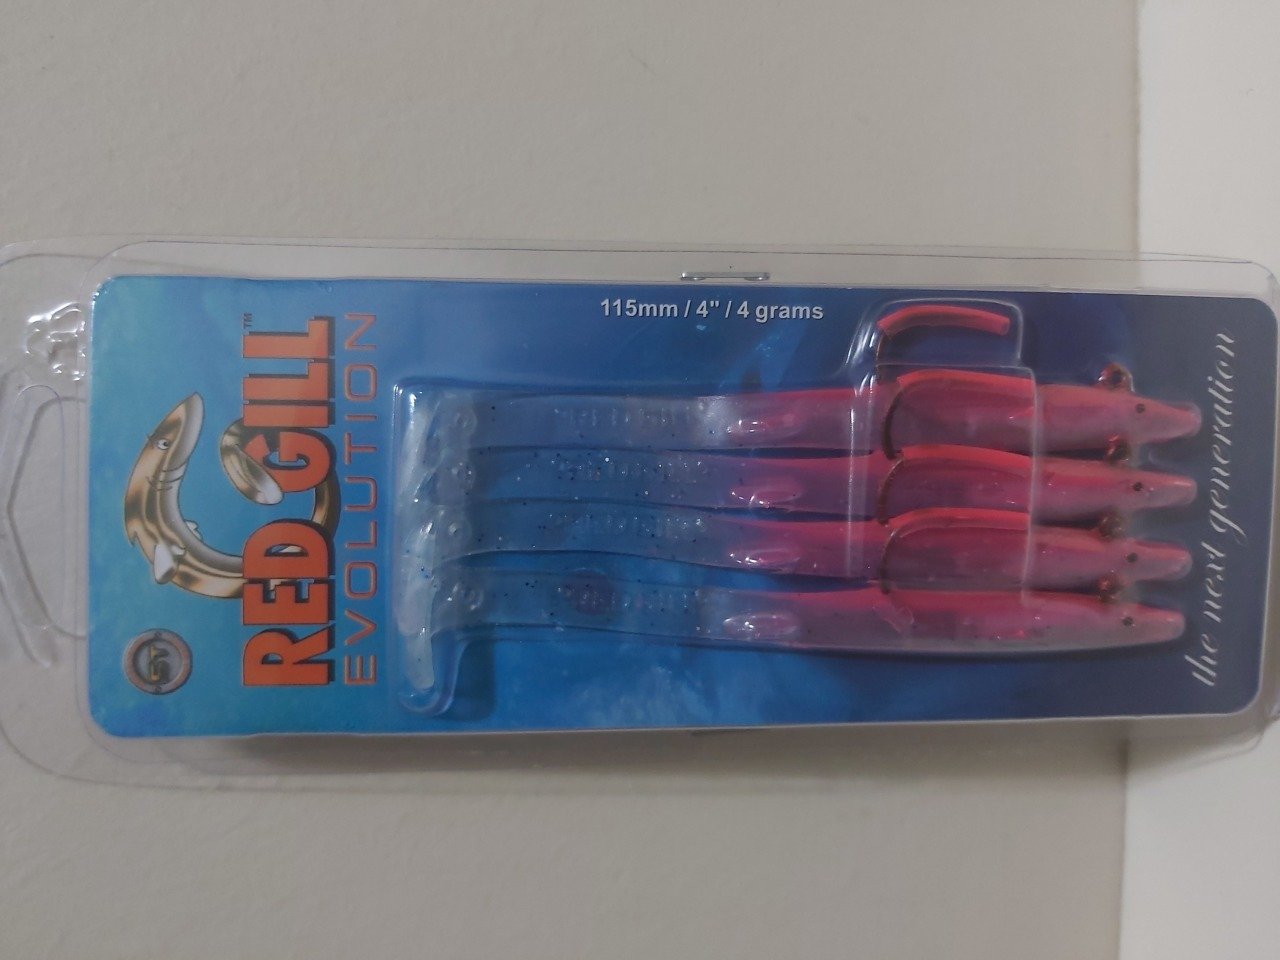 RED GILL™
EVOLUTION
115mm / 4" / 4 grams
the next generation